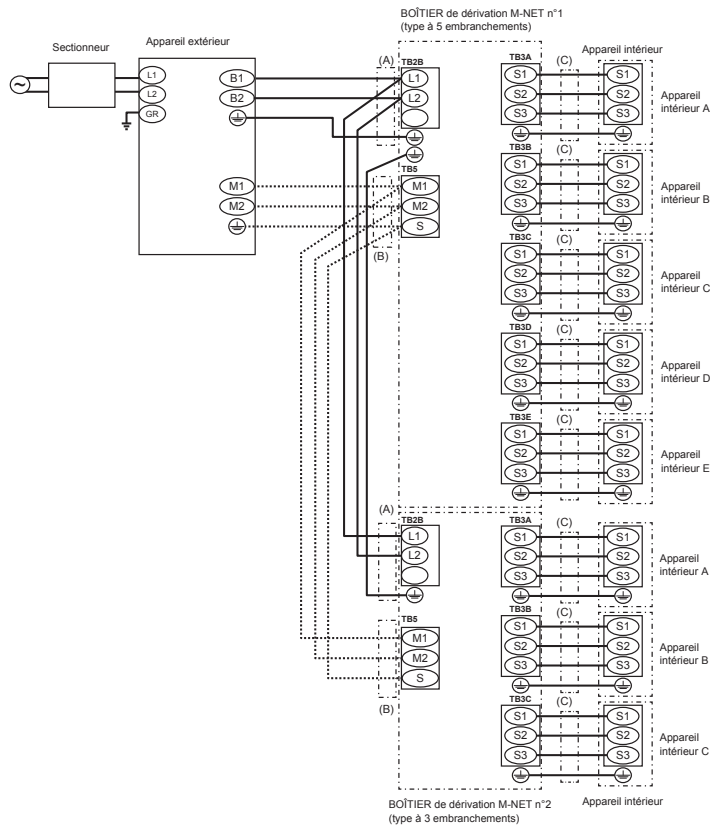 BOÎTIER de dérivation M-NET n°1
(type à 5 embranchements)
Sectionneur
Appareil extérieur
Appareil intérieur
L1
L2
GR
B1
B2
M1
M2
(A)
TB2B
L1
L2
TB5
M1
M2
S
(B)
TB3A
(C)
S1
S2
S3
S1
S2
S3
Appareil
intérieur A
TB3B
(C)
S1
S2
S3
S1
S2
S3
Appareil
intérieur B
TB3C
(C)
S1
S2
S3
S1
S2
S3
Appareil
intérieur C
TB3D
(C)
S1
S2
S3
S1
S2
S3
Appareil
intérieur D
TB3E
(C)
S1
S2
S3
S1
S2
S3
Appareil
intérieur E
(A)
TB2B
L1
L2
TB5
M1
M2
S
(B)
TB3A
(C)
S1
S2
S3
S1
S2
S3
Appareil
intérieur A
TB3B
(C)
S1
S2
S3
S1
S2
S3
Appareil
intérieur B
TB3C
(C)
S1
S2
S3
S1
S2
S3
Appareil
intérieur C
BOÎTIER de dérivation M-NET n°2
(type à 3 embranchements)
Appareil intérieur